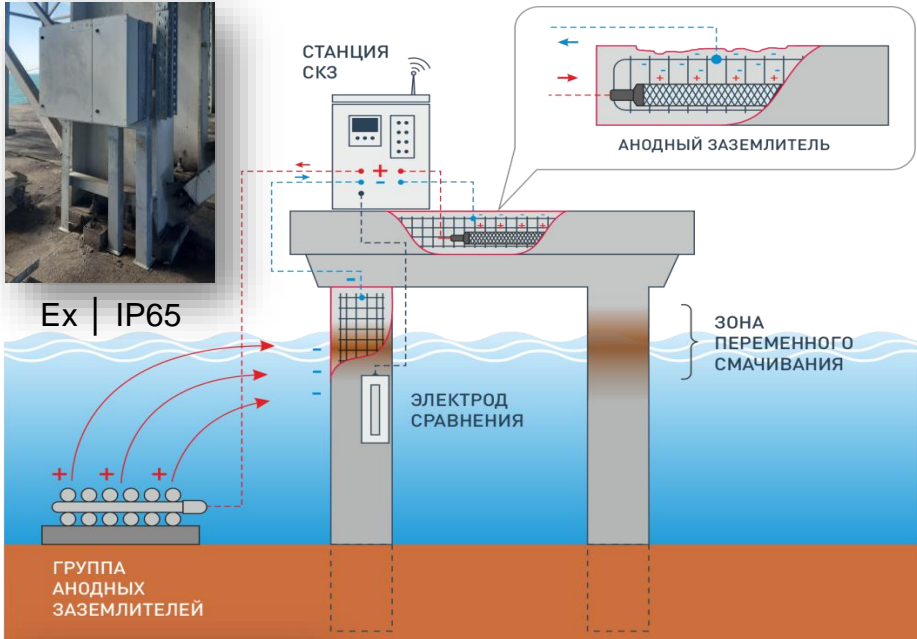 СТАНЦИЯ
СКЗ
АНОДНЫЙ ЗАЗЕМЛИТЕЛЬ
Ex | IP65
ЗОНА
ПЕРЕМЕННОГО
СМАЧИВАНИЯ
ЭЛЕКТРОД
СРАВНЕНИЯ
ГРУППА
АНОДНЫХ
ЗАЗЕМЛИТЕЛЕЙ